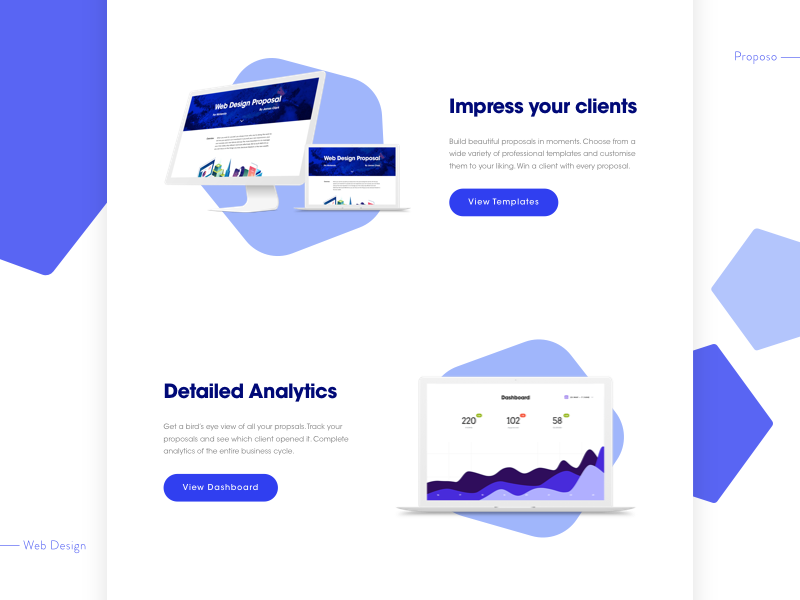 Proposo
Web Design Proposal
Web Design Proposal
Impress your clients
Build beautiful proposals in moments. Choose from a
wide variety of professional templates and customise
them to your liking. Win a client with every proposal.
View Templates
Detailed Analytics
Get a bird's eye view of all your propsals. Track your
proposals and see which client opened it. Complete
analytics of the entire business cycle.
View Dashboard
Dashboard
220
102
58
Web Design